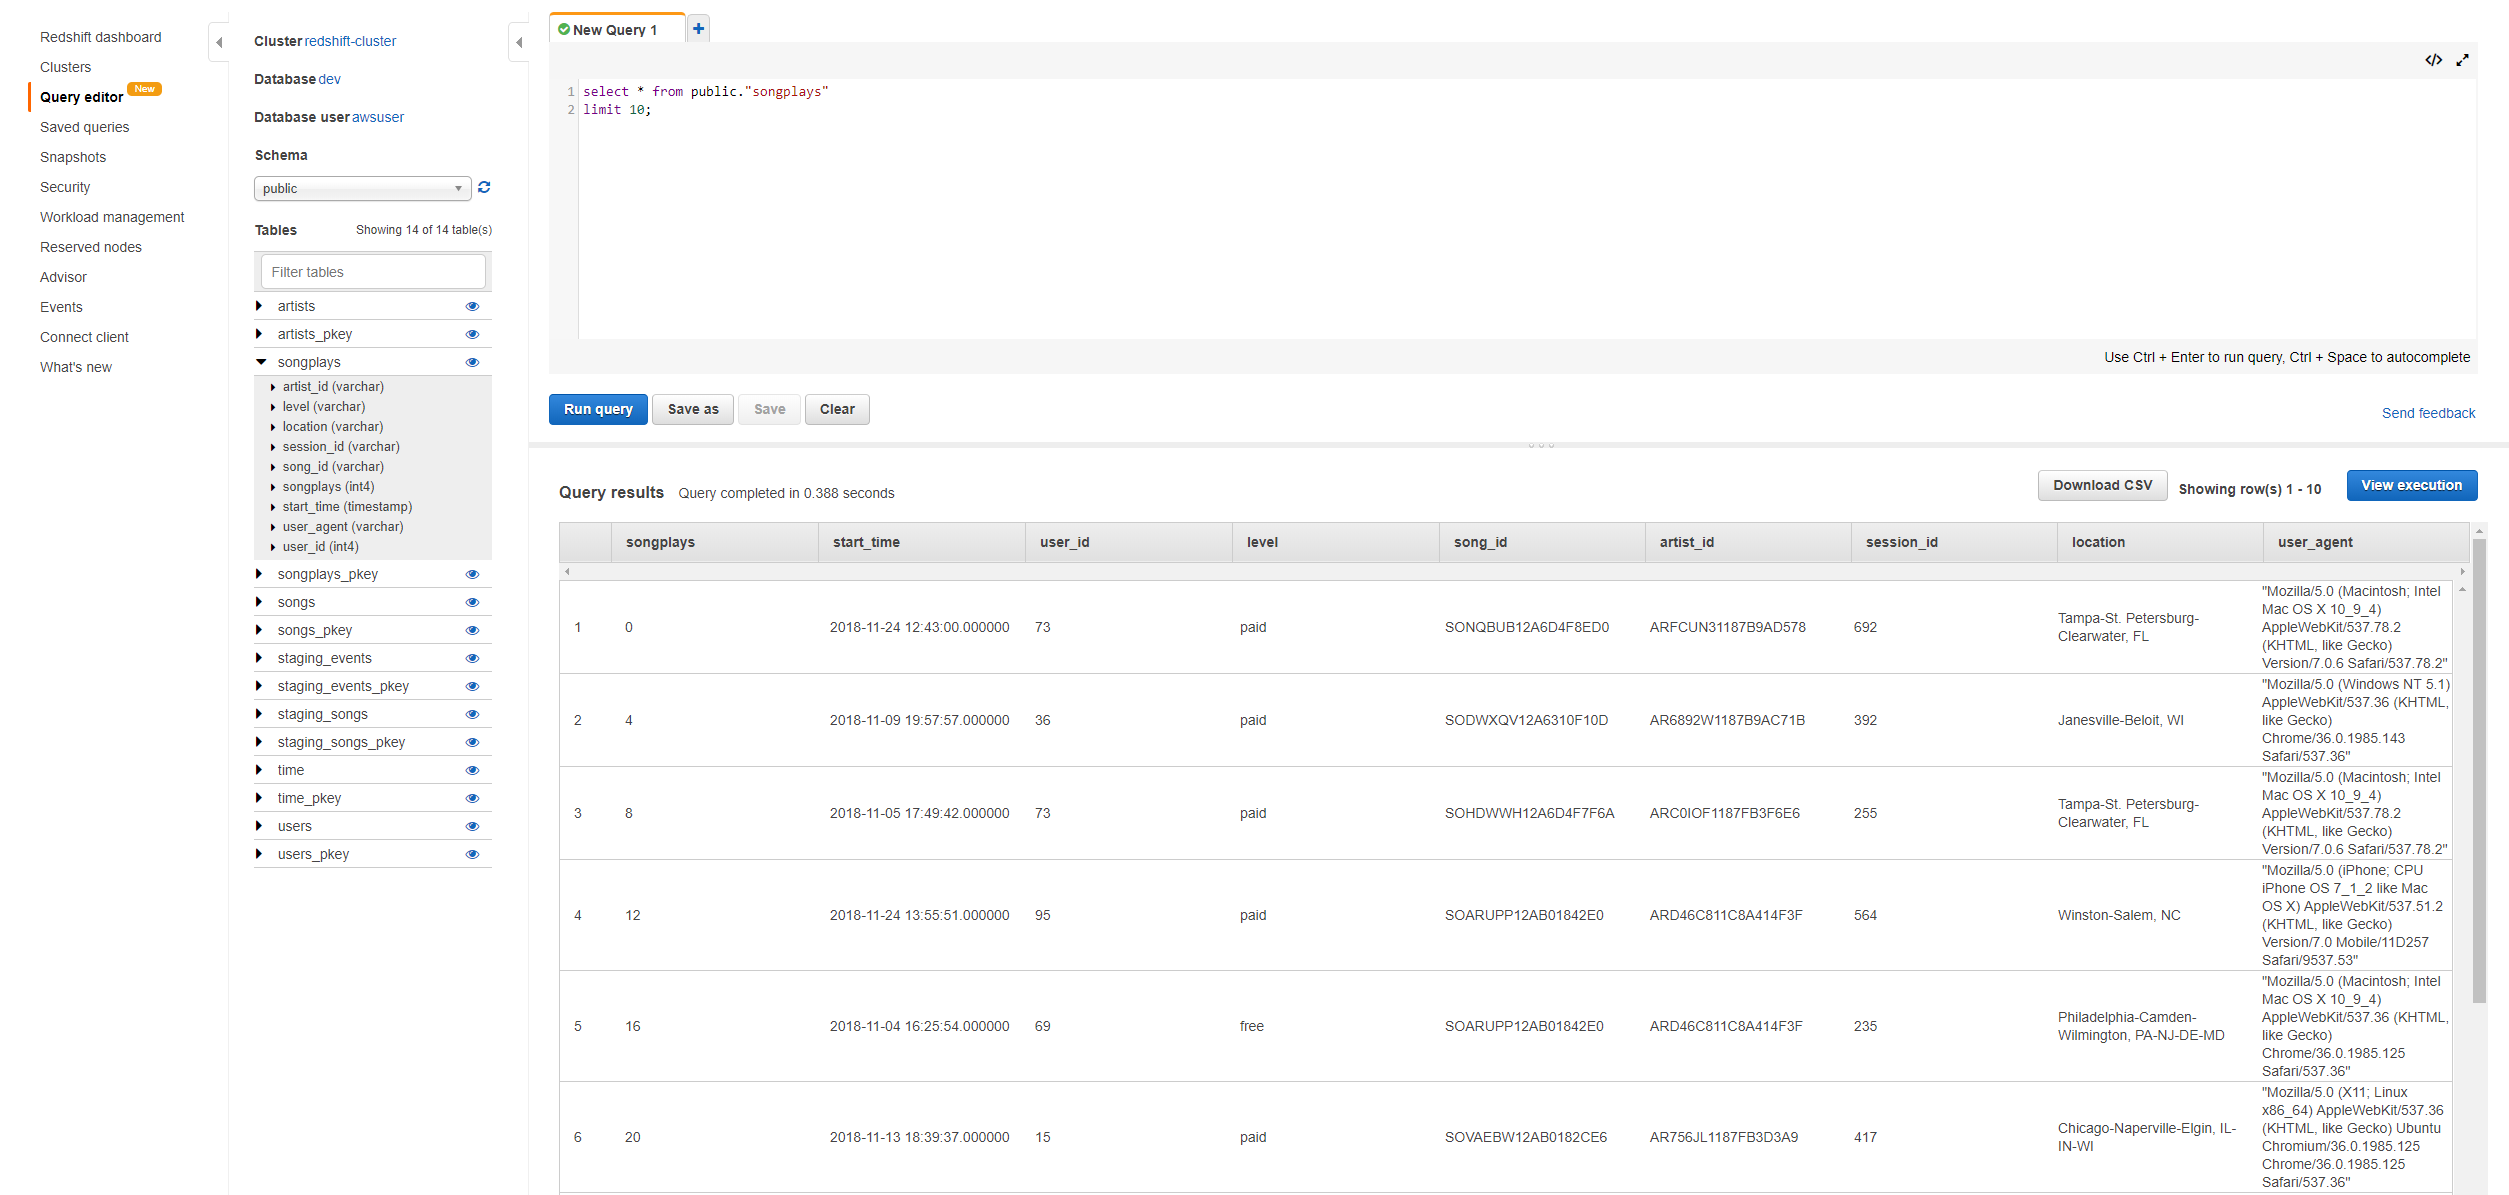 Redshift dashboard
Clusters
Query editor New
Saved queries
Snapshots
Security
Workload management
Reserved nodes
Advisor
Events
Connect client
What's new
Cluster redshift-cluster
Database dev
Database user awsuser
Schema
public
Tables Showing 14 of 14 table(s)
Filter tables
artists
artists_pkey
songplays
artist_id (varchar)
level (varchar)
location (varchar)
session_id (varchar)
song_id (varchar)
songplays (int4)
start_time (timestamp)
user_agent (varchar)
user_id (int4)
songplays_pkey
songs
songs_pkey
staging_events
staging_events_pkey
staging_songs
staging_songs_pkey
time
time_pkey
users
users_pkey
New Query 1 +
</>
1 select * from public."songplays"
2 limit 10;
Use Ctrl + Enter to run query, Ctrl + Space to autocomplete
Run query Save as Save Clear
Send feedback
Query results Query completed in 0.388 seconds
Download CSV Showing row(s) 1 - 10 View execution
songplays start_time user_id level song_id artist_id session_id location user_agent
1 0 2018-11-24 12:43:00.000000 73 paid SONQBUB12A6D4F8ED0 ARFCUN31187B9AD578 692
Tampa-St. Petersburg-
Clearwater, FL
"Mozilla/5.0 (Macintosh; Intel
Mac OS X 10_9_4)
AppleWebKit/537.78.2
(KHTML, like Gecko)
Version/7.0.6 Safari/537.78.2"
2 4 2018-11-09 19:57:57.000000 36 paid SODWXQV12A6310F10D AR6892W1187B9AC71B 392
Janesville-Beloit, WI
"Mozilla/5.0 (Windows NT 5.1)
AppleWebKit/537.36 (KHTML,
like Gecko)
Chrome/36.0.1985.143
Safari/537.36"
3 8 2018-11-05 17:49:42.000000 73 paid SOHDWWH12A6D4F7F6A ARC0IOF1187FB3F6E6 255
Tampa-St. Petersburg-
Clearwater, FL
"Mozilla/5.0 (Macintosh; Intel
Mac OS X 10_9_4)
AppleWebKit/537.78.2
(KHTML, like Gecko)
Version/7.0.6 Safari/537.78.2"
4 12 2018-11-24 13:55:51.000000 95 paid SOARUPP12AB01842E0 ARD46C811C8A414F3F 564
Winston-Salem, NC
"Mozilla/5.0 (iPhone; CPU
iPhone OS 7_1_2 like Mac
OS X) AppleWebKit/537.51.2
(KHTML, like Gecko)
Version/7.0 Mobile/11D257
Safari/9537.53"
5 16 2018-11-04 16:25:54.000000 69 free SOARUPP12AB01842E0 ARD46C811C8A414F3F 235
Philadelphia-Camden-
Wilmington, PA-NJ-DE-MD
"Mozilla/5.0 (Macintosh; Intel
Mac OS X 10_9_4)
AppleWebKit/537.36 (KHTML,
like Gecko)
Chrome/36.0.1985.125
Safari/537.36"
6 20 2018-11-13 18:39:37.000000 15 paid SOVAEBW12AB0182CE6 AR756JL1187FB3D3A9 417
Chicago-Naperville-Elgin, IL-
IN-WI
"Mozilla/5.0 (X11; Linux
x86_64) AppleWebKit/537.36
(KHTML, like Gecko) Ubuntu
Chromium/36.0.1985.125
Chrome/36.0.1985.125
Safari/537.36"